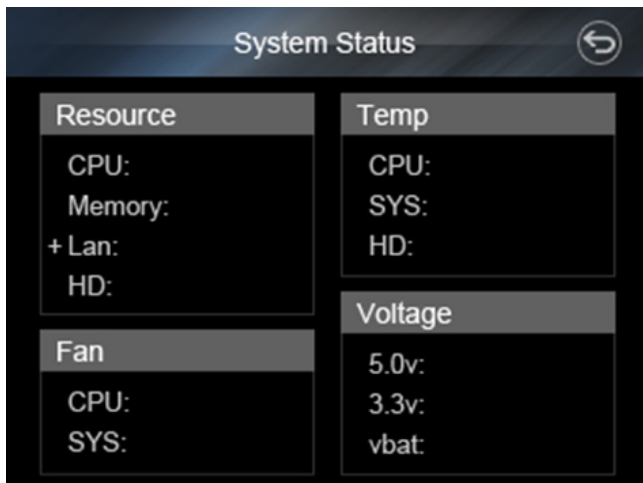 System Status
Resource
CPU:
Memory:
+ Lan:
HD:
Fan
CPU:
SYS:
Temp
CPU:
SYS:
HD:
Voltage
5.0v:
3.3v:
vbat: